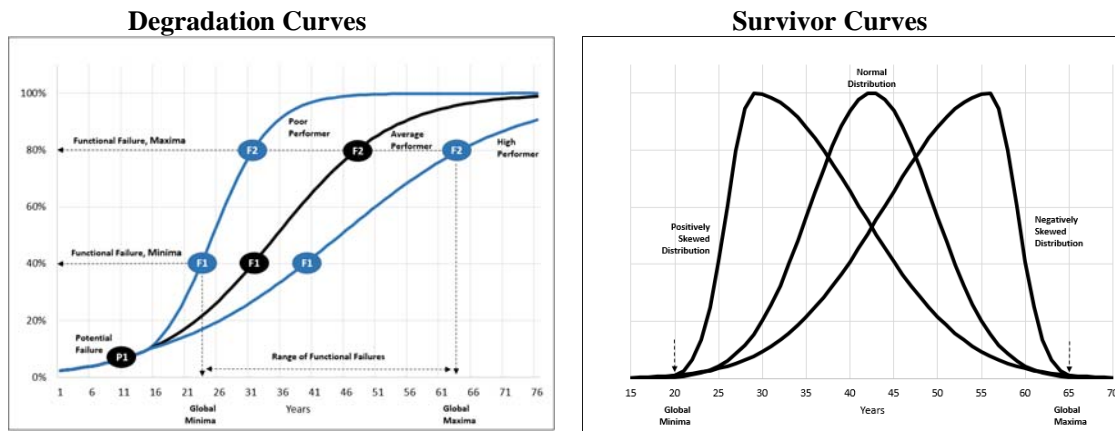 Degradation Curves
100%
80%
60%
40%
20%
0%
Functional Failure, Maxima
Functional Failure, Minima
Potential
Failure
P1
F1
F1
F1
F2
F2
F2
Poor
Performer
Average
Performer
High
Performer
Range of Functional Failures
1 6 11 16 21 26 31 36 41 46 51 56 61 66 71 76
Global
Minima
Years
Global
Maxima
Survivor Curves
Normal
Distribution
Positively
Skewed
Distribution
Negatively
Skewed
Distribution
15 20 25 30 35 40 45 50 55 60 65 70
Global
Minima
Years
Global
Maxima